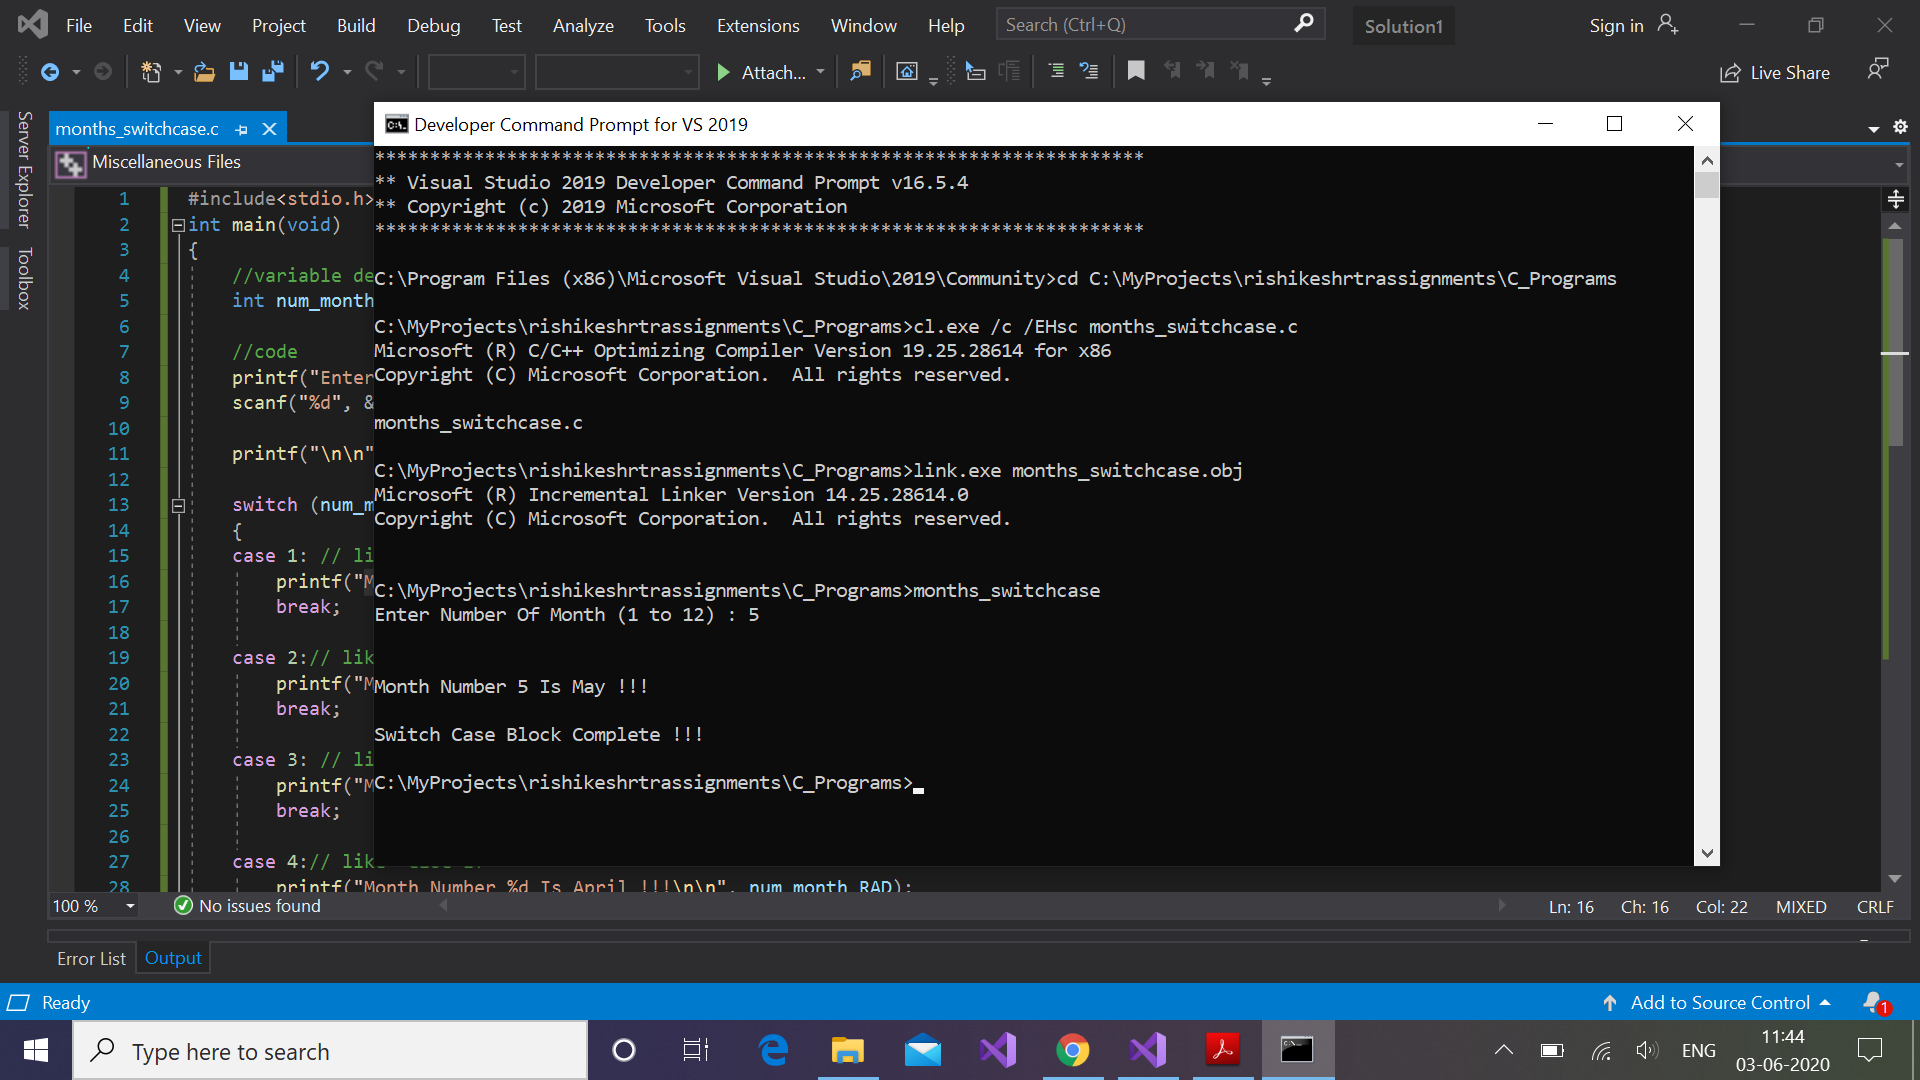 File Edit View Project Build Debug Test Analyze Tools Extensions Window Help Search (Ctrl+Q) Solution1 Sign in
Attach... Live Share
Server Explorer
Toolbox
months_switchcase.c
Miscellaneous Files
1 #include<stdio.h>
2 int main(void)
3 {
4 //variable de
5 int num_month
6
7 //code
8 printf("Enter
9 scanf("%d", &
10
11 printf("\n\n"
12
13 switch (num_m
14 {
15 case 1: // li
16 printf("M
17 break;
18
19 case 2:// lik
20 printf("M
21 break;
22
23 case 3: // li
24 printf("M
25 break;
26
27 case 4:// lik
28 printf("Month Number %d Is April !!!\n\n", num_month_RAD);
Developer Command Prompt for VS 2019
**********************************************************************
** Visual Studio 2019 Developer Command Prompt v16.5.4
** Copyright (c) 2019 Microsoft Corporation
**********************************************************************
C:\Program Files (x86)\Microsoft Visual Studio\2019\Community>cd C:\MyProjects\rishikeshrtrassignments\C_Programs
C:\MyProjects\rishikeshrtrassignments\C_Programs>cl.exe /c /EHsc months_switchcase.c
Microsoft (R) C/C++ Optimizing Compiler Version 19.25.28614 for x86
Copyright (C) Microsoft Corporation.  All rights reserved.
months_switchcase.c
C:\MyProjects\rishikeshrtrassignments\C_Programs>link.exe months_switchcase.obj
Microsoft (R) Incremental Linker Version 14.25.28614.0
Copyright (C) Microsoft Corporation.  All rights reserved.
C:\MyProjects\rishikeshrtrassignments\C_Programs>months_switchcase
Enter Number Of Month (1 to 12) : 5
Month Number 5 Is May !!!
Switch Case Block Complete !!!
C:\MyProjects\rishikeshrtrassignments\C_Programs>
100 % No issues found Ln: 16 Ch: 16 Col: 22 MIXED CRLF
Error List Output
Ready Add to Source Control 1
Type here to search ENG 11:44
03-06-2020